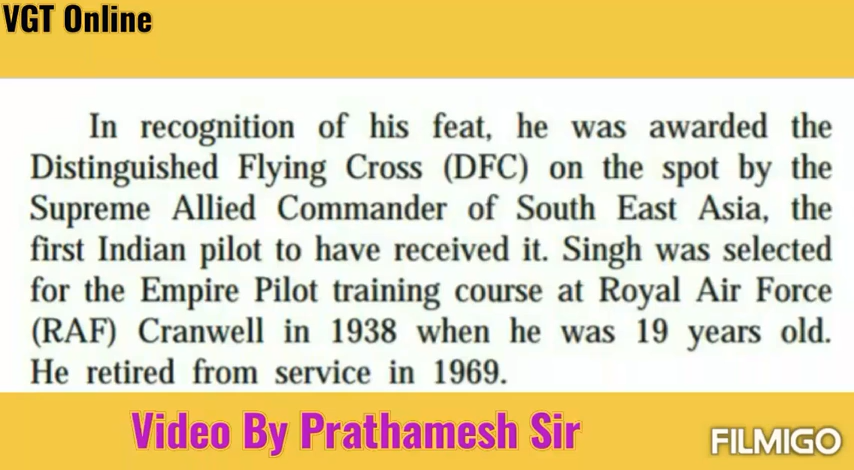 VGT Online
In recognition of his feat, he was awarded the
Distinguished Flying Cross (DFC) on the spot by the
Supreme Allied Commander of South East Asia, the
first Indian pilot to have received it. Singh was selected
for the Empire Pilot training course at Royal Air Force
(RAF) Cranwell in 1938 when he was 19 years old.
He retired from service in 1969.
Video By Prathamesh Sir
FILMIGO